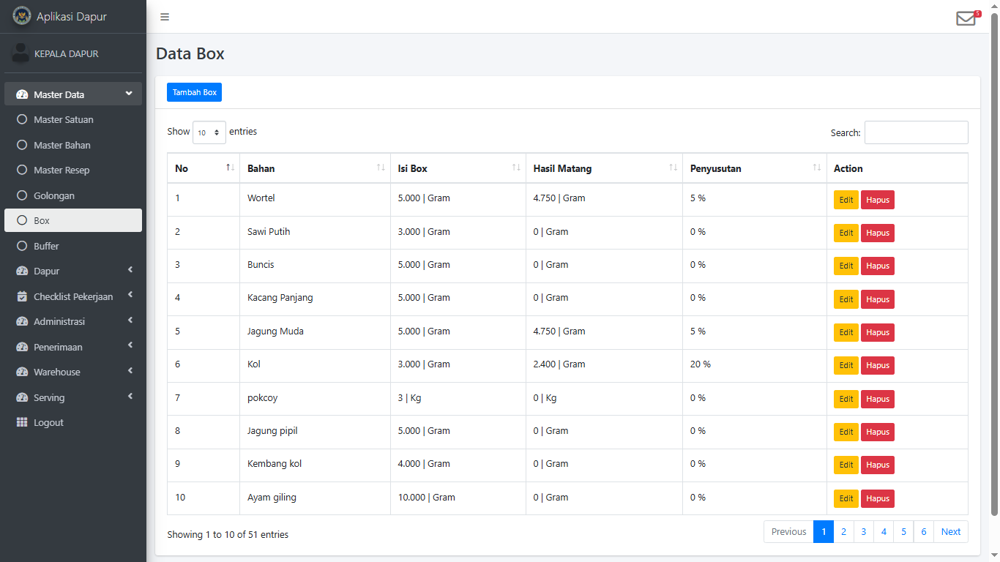 Aplikasi Dapur
5
KEPALA DAPUR
Master Data
Master Satuan
Master Bahan
Master Resep
Golongan
Box
Buffer
Dapur
Checklist Pekerjaan
Administrasi
Penerimaan
Warehouse
Serving
Logout
Data Box
Tambah Box
Show 10 entries Search:
No Bahan Isi Box Hasil Matang Penyusutan Action
1 Wortel 5.000 | Gram 4.750 | Gram 5 % Edit Hapus
2 Sawi Putih 3.000 | Gram 0 | Gram 0 % Edit Hapus
3 Buncis 5.000 | Gram 0 | Gram 0 % Edit Hapus
4 Kacang Panjang 5.000 | Gram 0 | Gram 0 % Edit Hapus
5 Jagung Muda 5.000 | Gram 4.750 | Gram 5 % Edit Hapus
6 Kol 3.000 | Gram 2.400 | Gram 20 % Edit Hapus
7 pokcoy 3 | Kg 0 | Kg 0 % Edit Hapus
8 Jagung pipil 5.000 | Gram 0 | Gram 0 % Edit Hapus
9 Kembang kol 4.000 | Gram 0 | Gram 0 % Edit Hapus
10 Ayam giling 10.000 | Gram 0 | Gram 0 % Edit Hapus
Showing 1 to 10 of 51 entries
Previous 1 2 3 4 5 6 Next